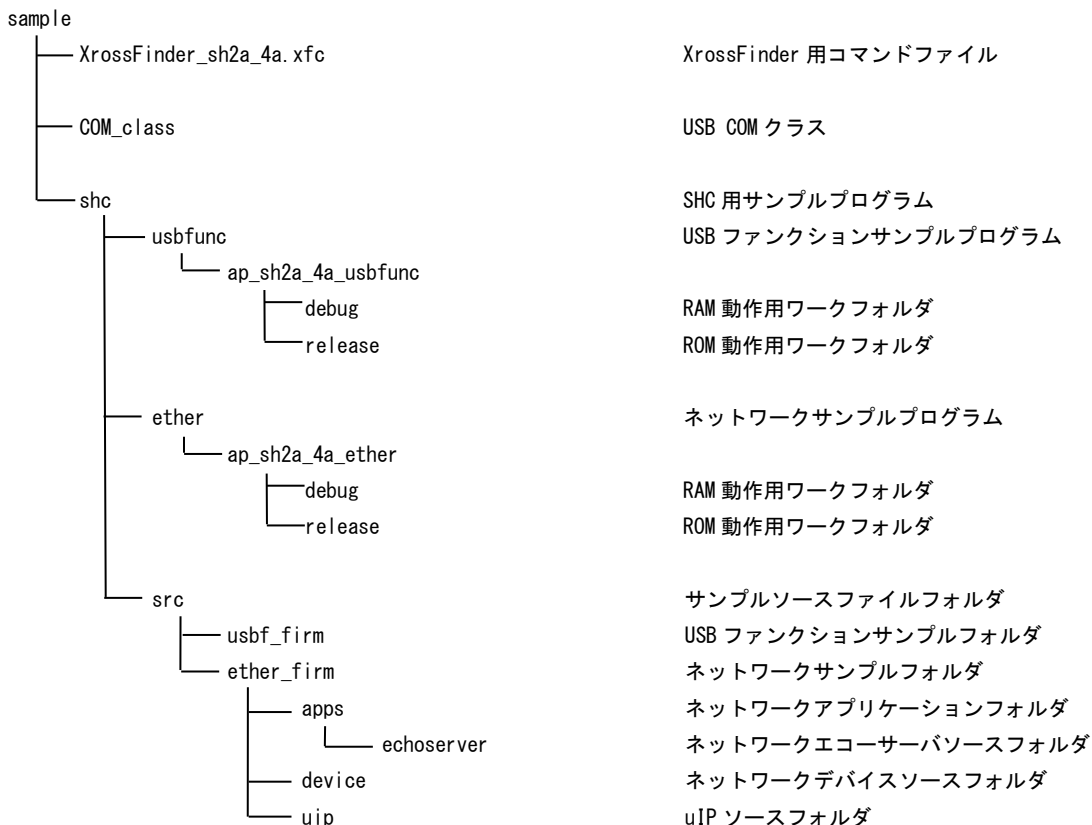 sample
XrossFinder_sh2a_4a.xfc XrossFinder 用コマンドファイル
COM_class USB COM クラス
shc SHC 用サンプルプログラム
usbfunc USB ファンクションサンプルプログラム
ap_sh2a_4a_usbfunc
debug RAM 動作用ワークフォルダ
release ROM 動作用ワークフォルダ
ether ネットワークサンプルプログラム
ap_sh2a_4a_ether
debug RAM 動作用ワークフォルダ
release ROM 動作用ワークフォルダ
src サンプルソースファイルフォルダ
usbf_firm USB ファンクションサンプルフォルダ
ether_firm ネットワークサンプルフォルダ
apps ネットワークアプリケーションフォルダ
echoserver ネットワークエコーサーバソースフォルダ
device ネットワークデバイスソースフォルダ
uip uIP ソースフォルダ